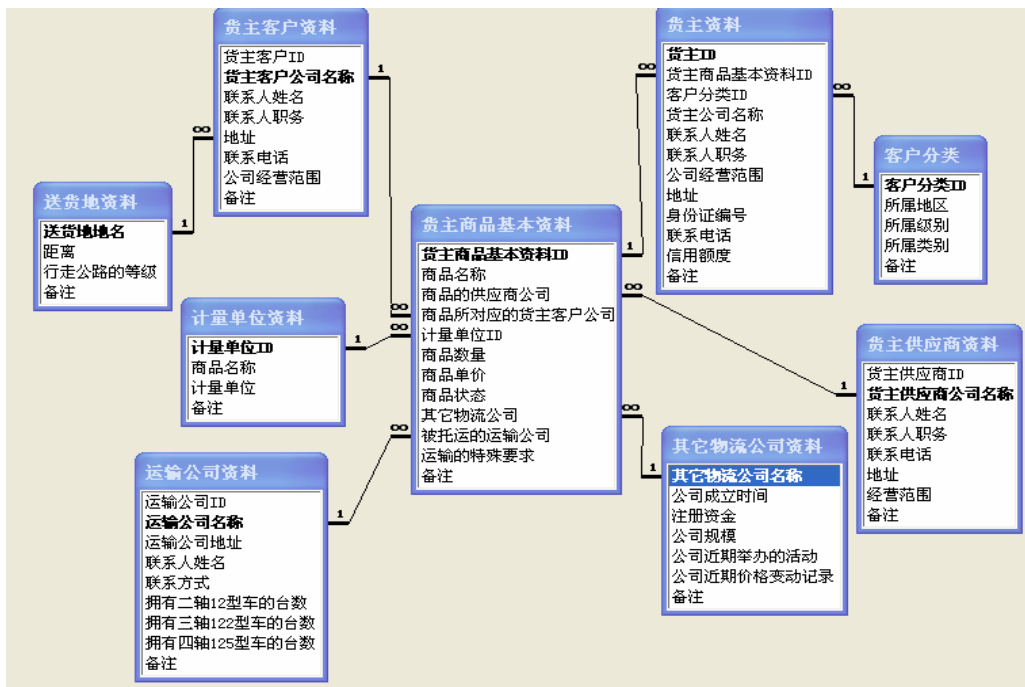 货主客户资料
货主客户ID
货主客户公司名称
联系人姓名
联系人职务
地址
联系电话
公司经营范围
备注
货主资料
货主ID
货主商品基本资料ID
客户分类ID
货主公司名称
联系人姓名
联系人职务
公司经营范围
地址
身份证编号
联系电话
信用额度
备注
客户分类
客户分类ID
所属地区
所属级别
所属类别
备注
送货地资料
送货地地名
距离
行走公路的等级
备注
货主商品基本资料
货主商品基本资料ID
商品名称
商品的供应商公司
商品所对应的货主客户公司
计量单位ID
商品数量
商品单价
商品状态
其它物流公司
被托运的运输公司
运输的特殊要求
备注
计量单位资料
计量单位ID
商品名称
计量单位
备注
货主供应商资料
货主供应商ID
货主供应商公司名称
联系人姓名
联系人职务
联系电话
地址
经营范围
备注
运输公司资料
运输公司ID
运输公司名称
运输公司地址
联系人姓名
联系方式
拥有二轴12型车的台数
拥有三轴122型车的台数
拥有四轴125型车的台数
备注
其它物流公司资料
其它物流公司名称
公司成立时间
注册资金
公司规模
公司近期举办的活动
公司近期价格变动记录
备注
1
∞
∞
1
∞
1
∞
1
∞
1
∞
1
∞
1
∞
1